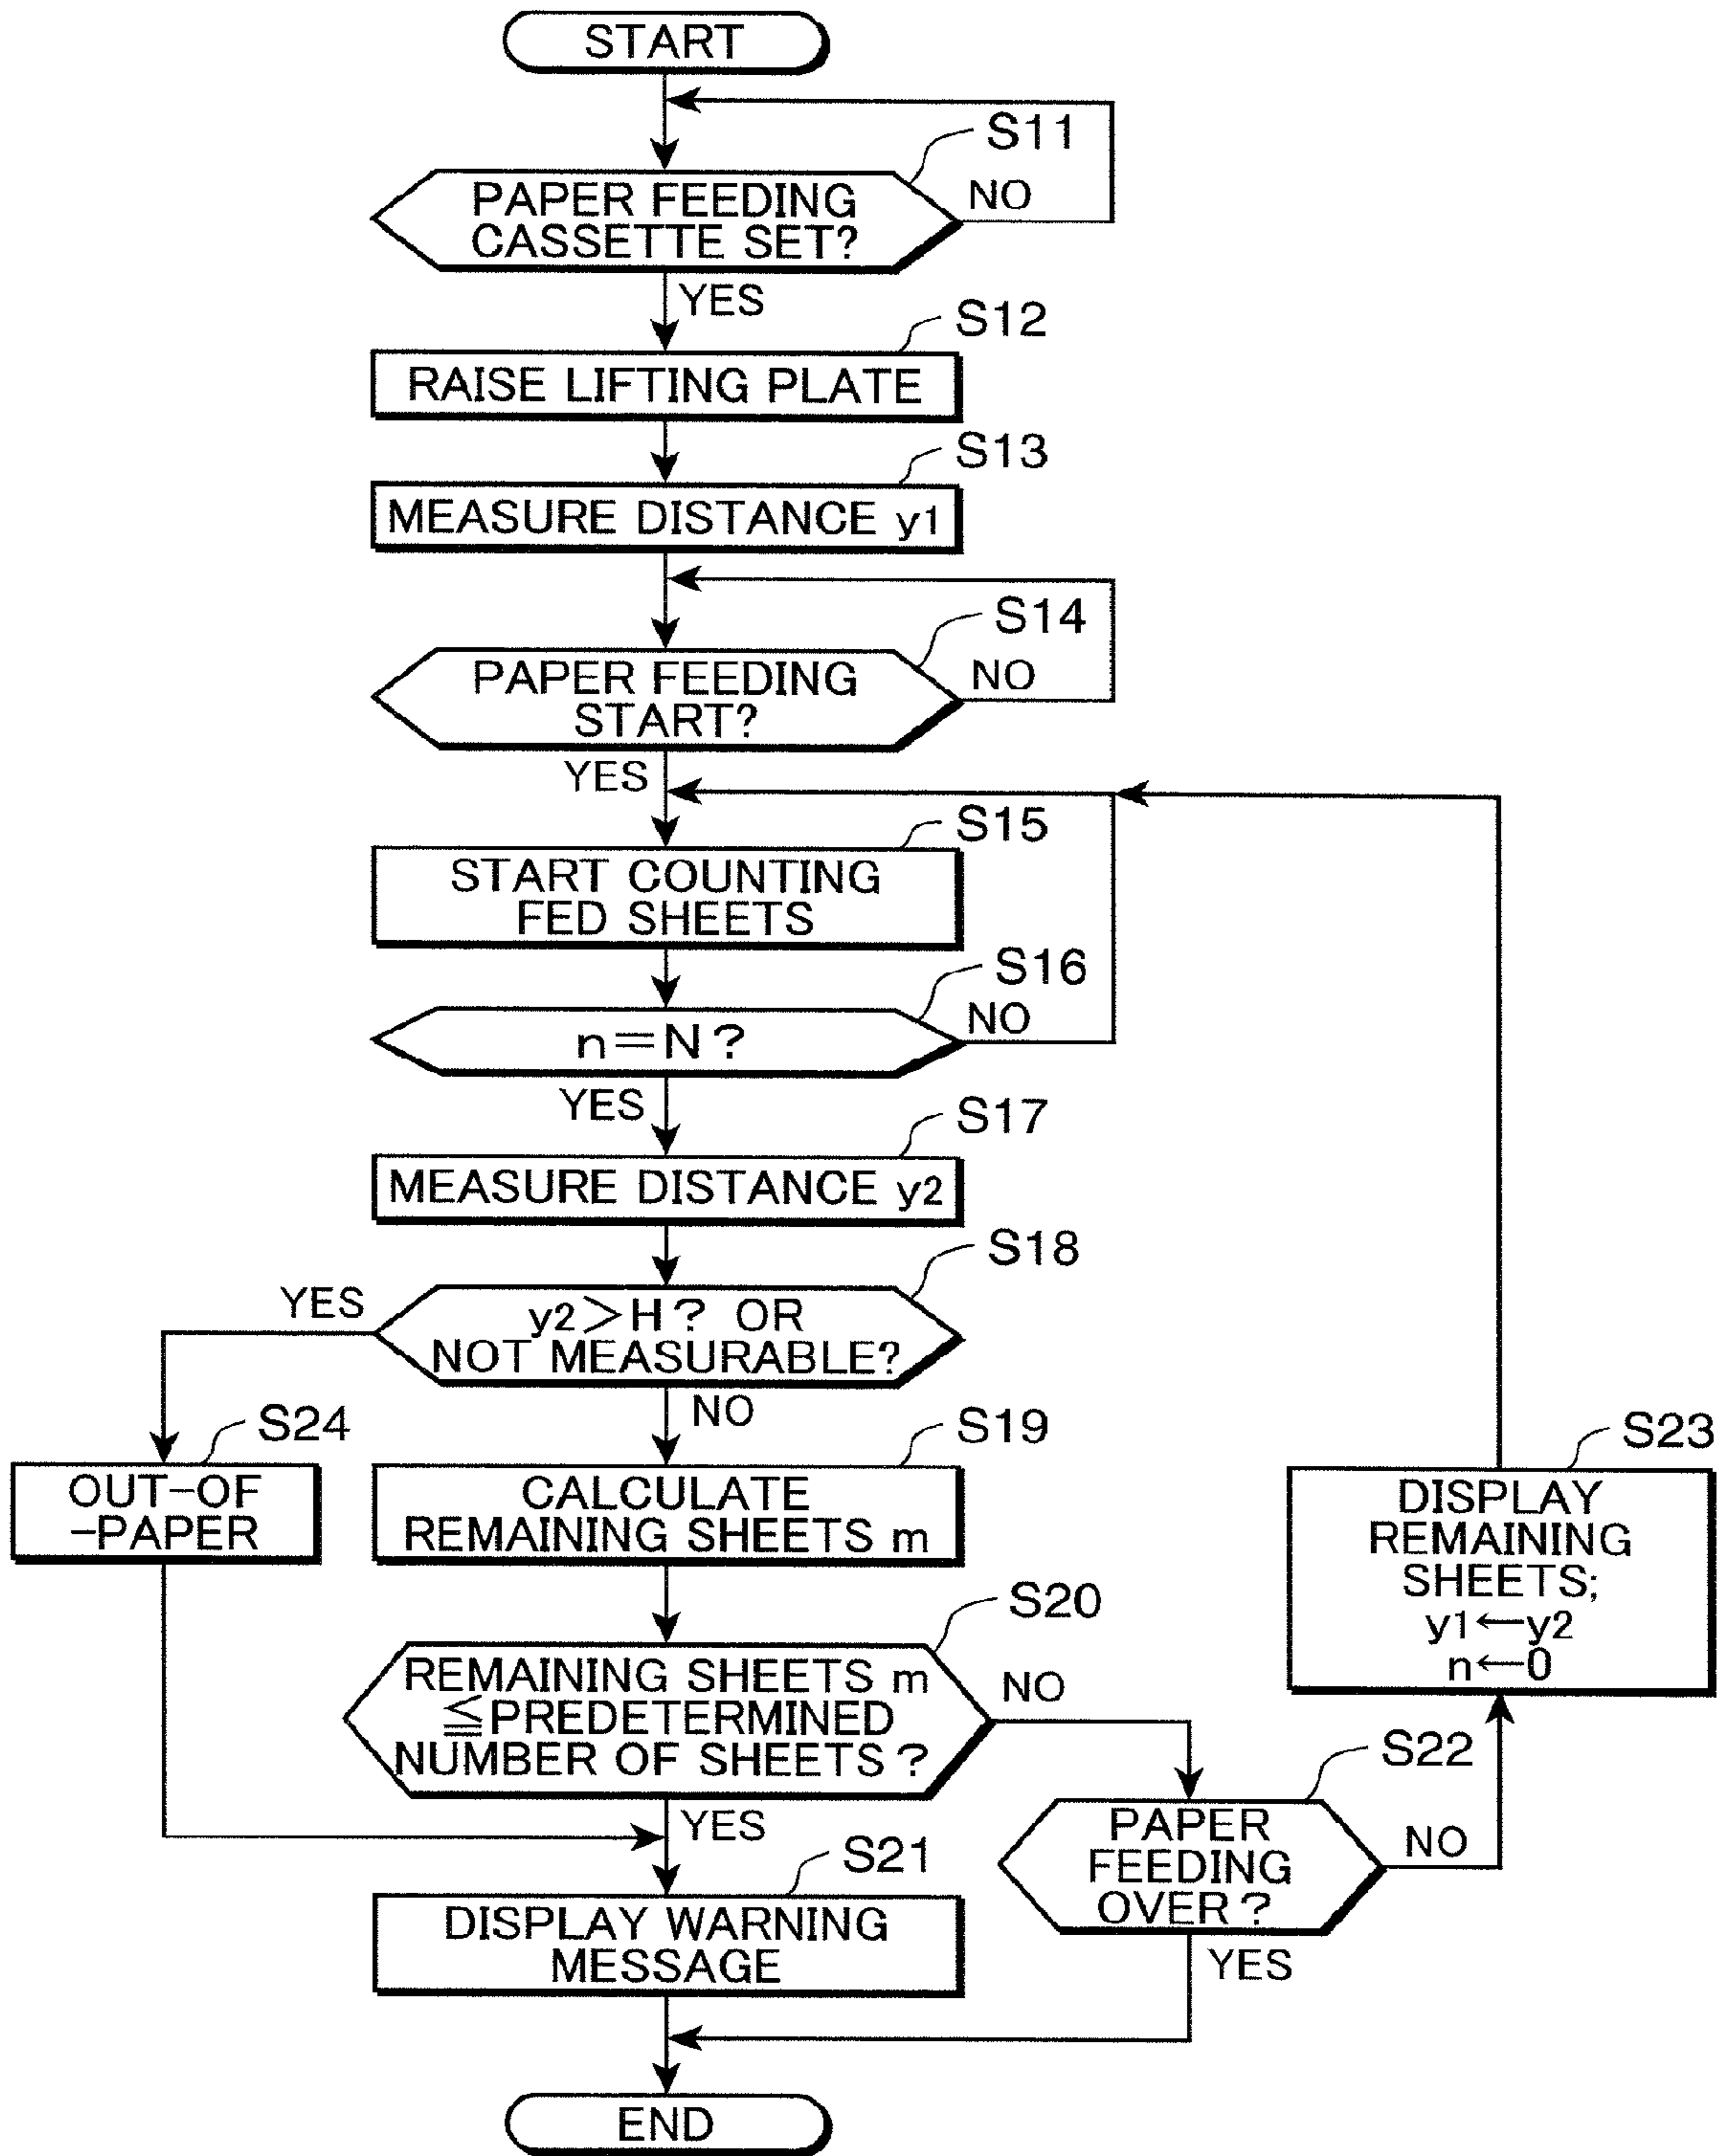 START
S11
PAPER FEEDING
CASSETTE SET?
NO
YES
S12
RAISE LIFTING PLATE
S13
MEASURE DISTANCE y1
S14
PAPER FEEDING
START?
NO
YES
S15
START COUNTING
FED SHEETS
S16
n=N?
NO
YES
S17
MEASURE DISTANCE y2
S18
y2>H? OR
NOT MEASURABLE?
YES
NO
S24
OUT-OF
-PAPER
S19
CALCULATE
REMAINING SHEETS m
S20
REMAINING SHEETS m
≦PREDETERMINED
NUMBER OF SHEETS?
NO
YES
S21
DISPLAY WARNING
MESSAGE
S22
PAPER
FEEDING
OVER?
NO
YES
S23
DISPLAY
REMAINING
SHEETS;
y1←y2
n←0
END